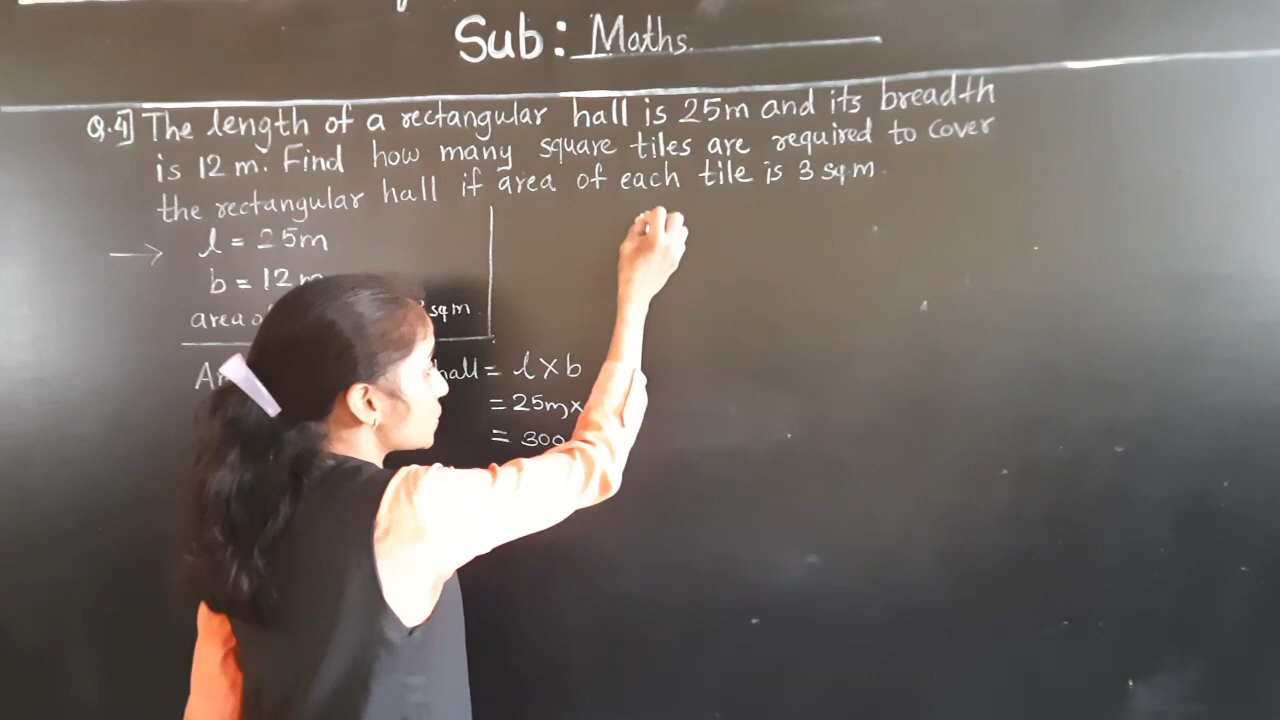 Sub: Maths.
Q.4] The length of a rectangular hall is 25m and its breadth
is 12 m. Find how many square tiles are required to cover
the rectangular hall if area of each tile is 3 sq.m.
l = 25m
b = 12 m
area sq m.
hall = l × b
= 25m ×
= 300